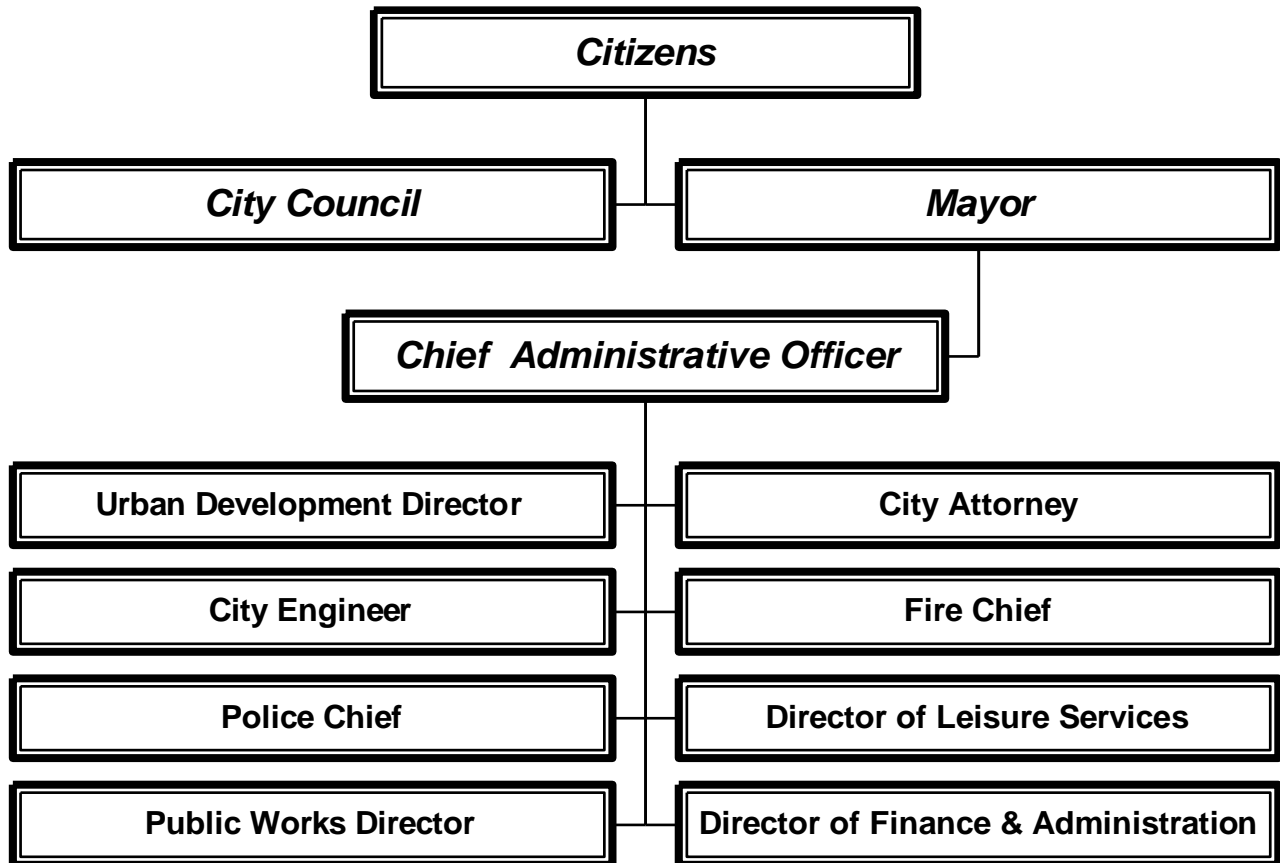 Citizens
City Council
Mayor
Chief Administrative Officer
Urban Development Director
City Attorney
City Engineer
Fire Chief
Police Chief
Director of Leisure Services
Public Works Director
Director of Finance & Administration